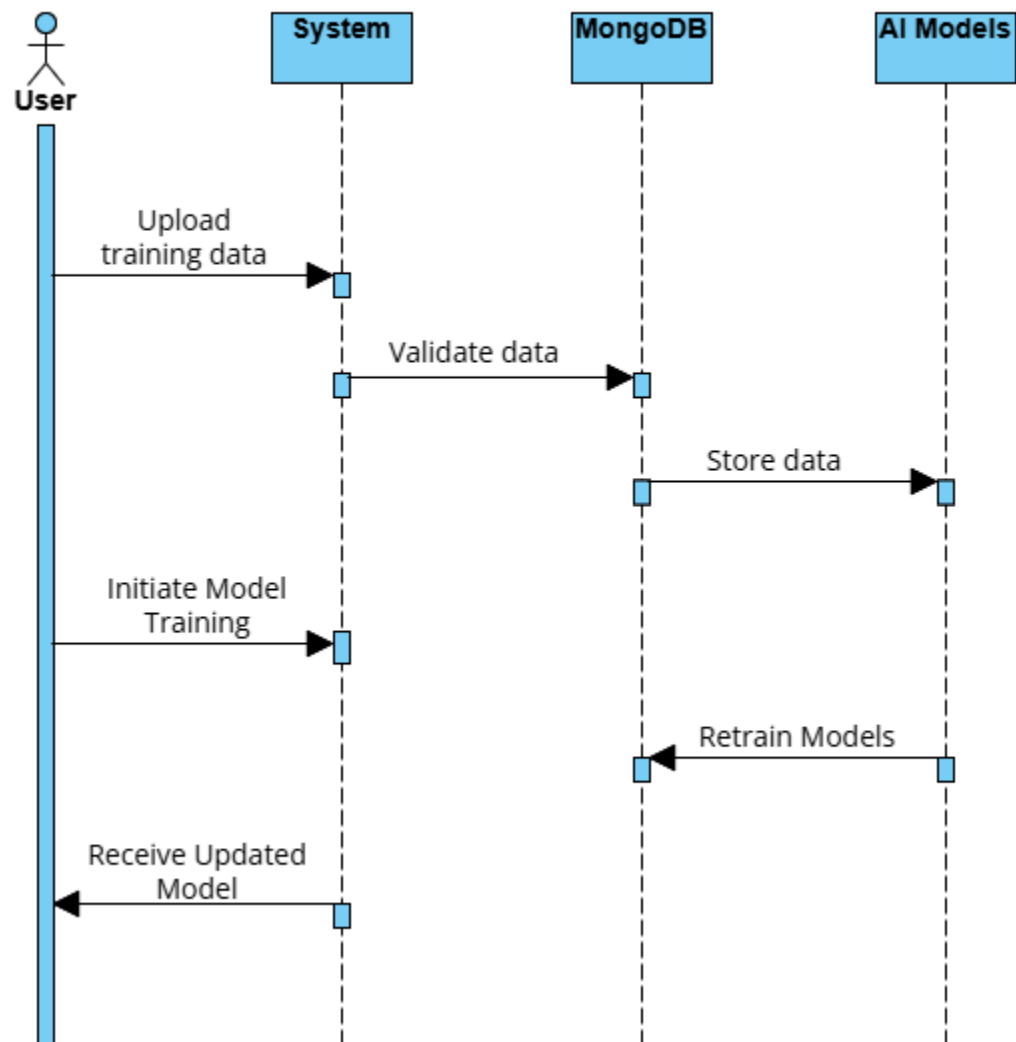 System
MongoDB
AI Models
User
Upload
training data
Validate data
Store data
Initiate Model
Training
Retrain Models
Receive Updated
Model